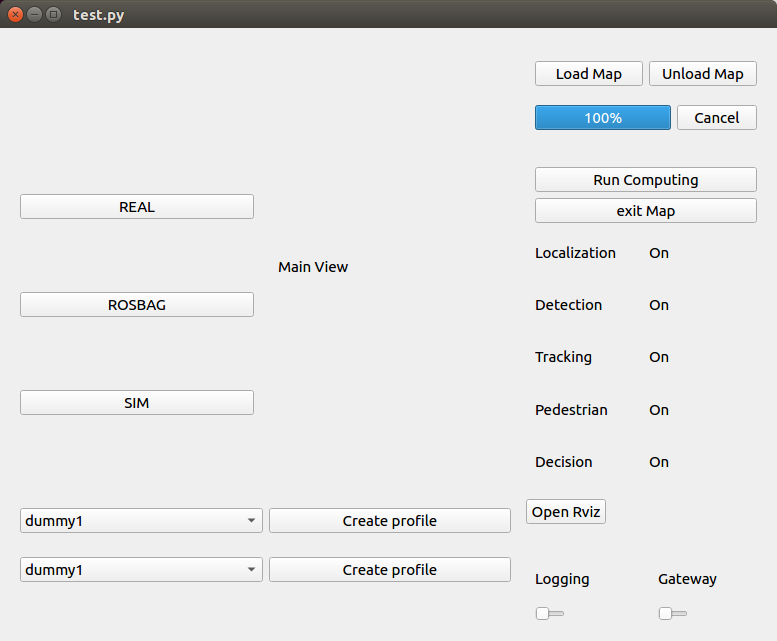 test.py
Load Map Unload Map
100% Cancel
Run Computing
REAL
exit Map
Localization On
Main View
ROSBAG
Detection On
Tracking On
SIM
Pedestrian On
Decision On
Open Rviz
dummy1 Create profile
dummy1 Create profile
Logging Gateway